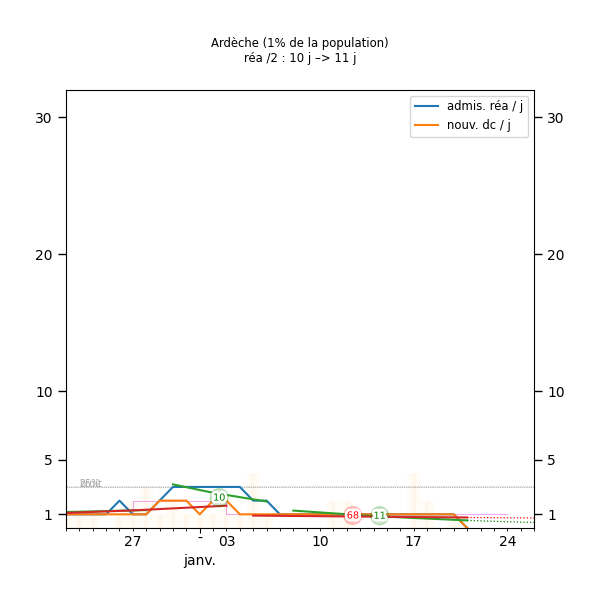 Ardèche (1% de la population)
réa /2 : 10 j –> 11 j
admis. réa / j
nouv. dc / j
30 30
20 20
10 10
5 5
1 1
10
68 11
27 - 03 10 17 24
janv.